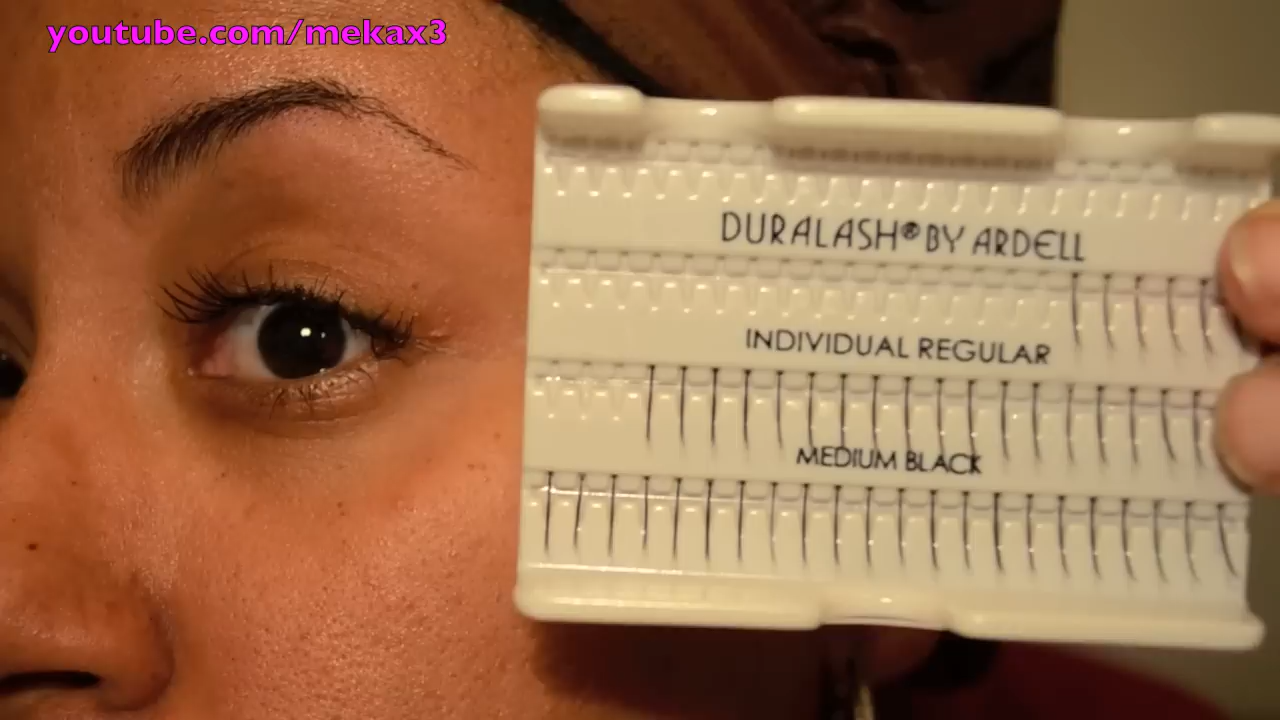 youtube.com/mekax3
DURALASH® BY ARDELL
INDIVIDUAL REGULAR
MEDIUM BLACK